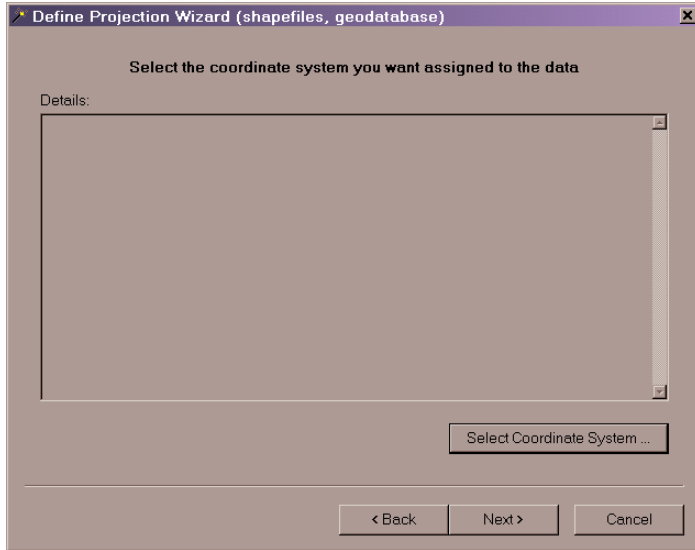 Define Projection Wizard (shapefiles, geodatabase)
Select the coordinate system you want assigned to the data
Details:
Select Coordinate System ...
< Back
Next >
Cancel